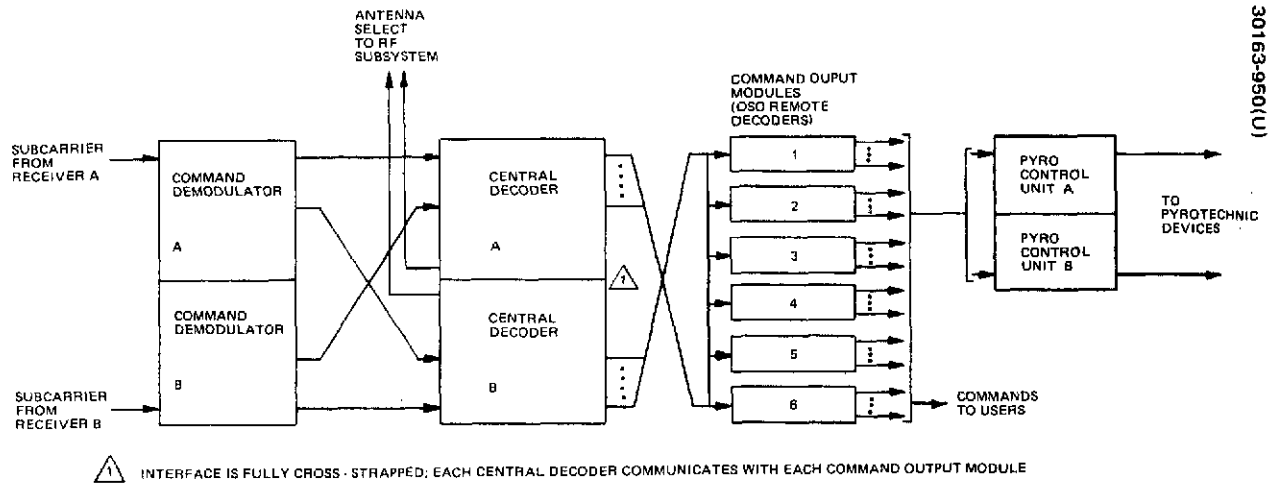 30163-950(U)
ANTENNA
SELECT
TO RF
SUBSYSTEM
COMMAND OUPUT
MODULES
(OSO REMOTE
DECODERS)
SUBCARRIER
FROM
RECEIVER A
COMMAND
DEMODULATOR
A
COMMAND
DEMODULATOR
B
SUBCARRIER
FROM
RECEIVER B
CENTRAL
DECODER
A
CENTRAL
DECODER
B
1
1
2
3
4
5
6
PYRO
CONTROL
UNIT A
PYRO
CONTROL
UNIT B
TO
PYROTECHNIC
DEVICES
COMMANDS
TO USERS
1 INTERFACE IS FULLY CROSS - STRAPPED; EACH CENTRAL DECODER COMMUNICATES WITH EACH COMMAND OUTPUT MODULE